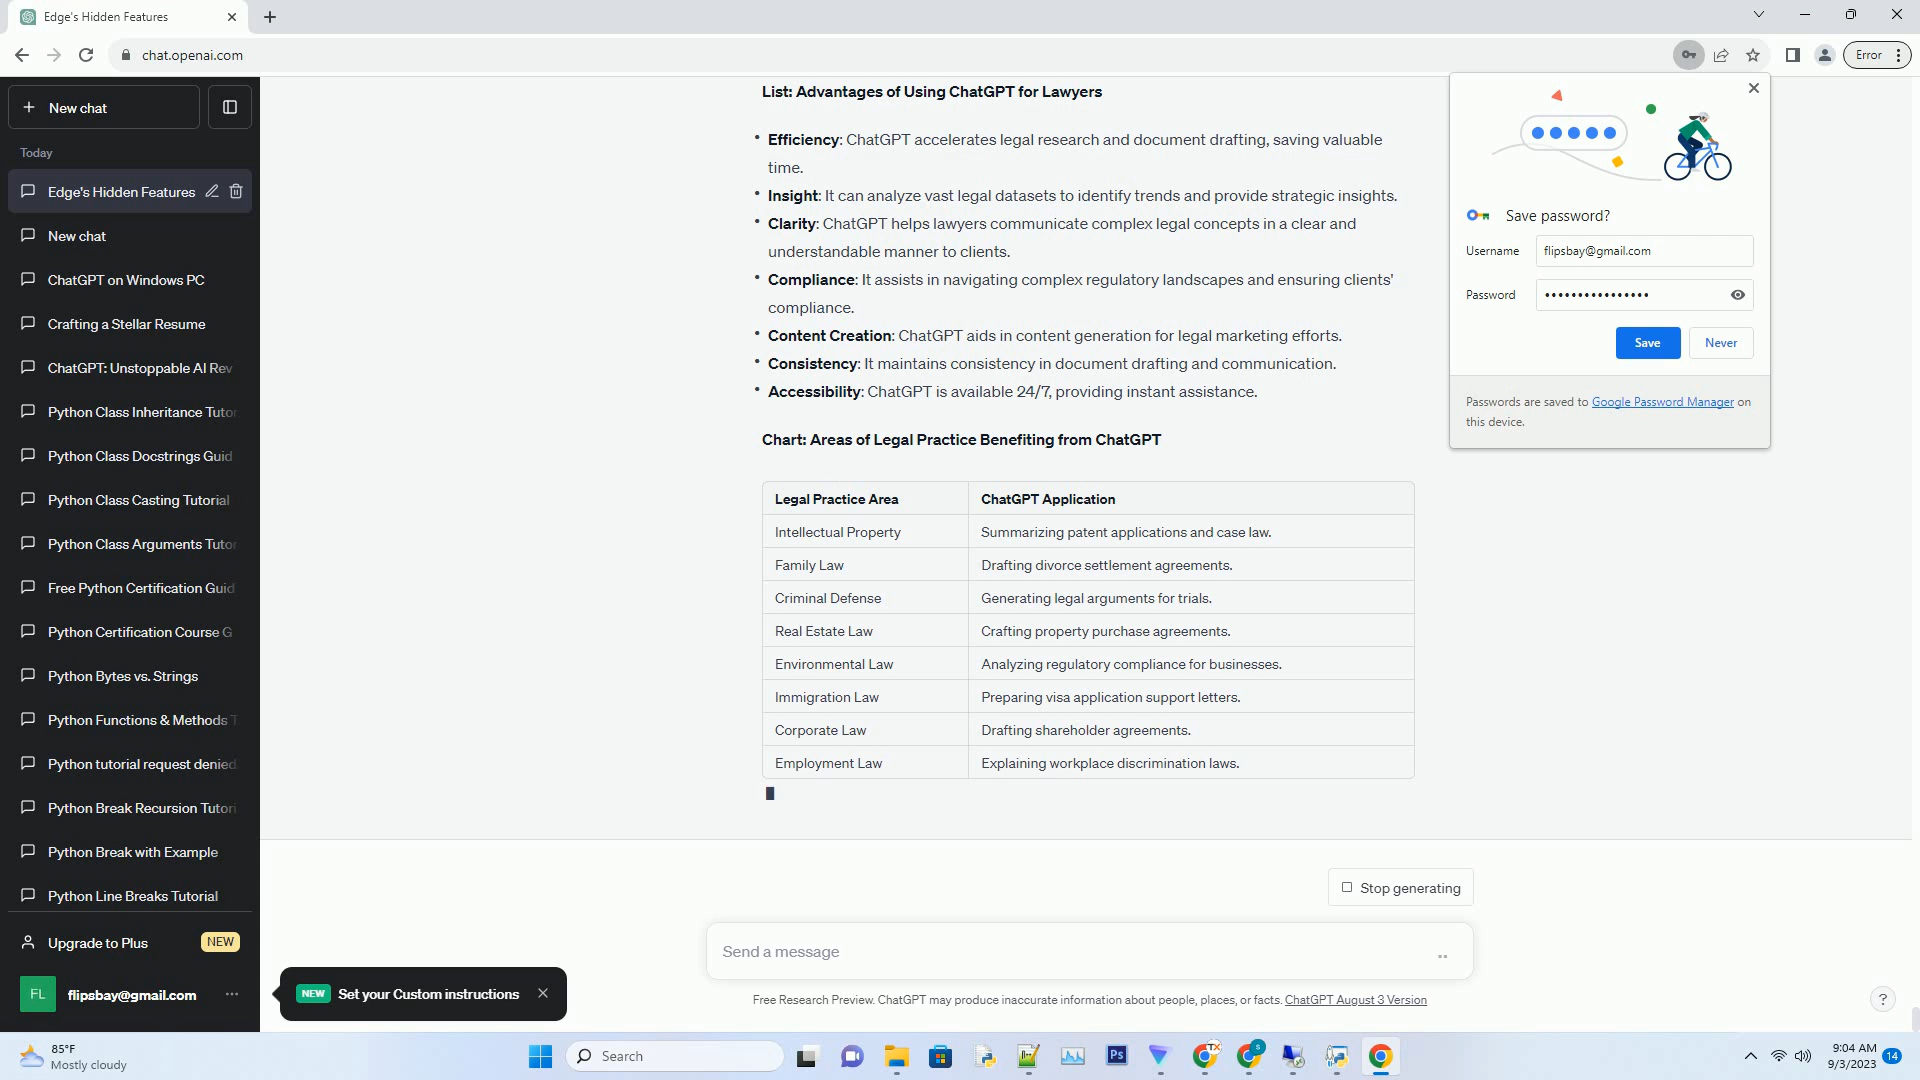 Edge's Hidden Features
chat.openai.com
Error
New chat
Today
Edge's Hidden Features
New chat
ChatGPT on Windows PC
Crafting a Stellar Resume
ChatGPT: Unstoppable AI Rev
Python Class Inheritance Tutor
Python Class Docstrings Guid
Python Class Casting Tutorial
Python Class Arguments Tutor
Free Python Certification Guid
Python Certification Course G
Python Bytes vs. Strings
Python Functions & Methods T
Python tutorial request denied
Python Break Recursion Tutori
Python Break with Example
Python Line Breaks Tutorial
Upgrade to Plus NEW
FL flipsbay@gmail.com
List: Advantages of Using ChatGPT for Lawyers
• Efficiency: ChatGPT accelerates legal research and document drafting, saving valuable
time.
• Insight: It can analyze vast legal datasets to identify trends and provide strategic insights.
• Clarity: ChatGPT helps lawyers communicate complex legal concepts in a clear and
understandable manner to clients.
• Compliance: It assists in navigating complex regulatory landscapes and ensuring clients'
compliance.
• Content Creation: ChatGPT aids in content generation for legal marketing efforts.
• Consistency: It maintains consistency in document drafting and communication.
• Accessibility: ChatGPT is available 24/7, providing instant assistance.
Chart: Areas of Legal Practice Benefiting from ChatGPT
Legal Practice Area ChatGPT Application
Intellectual Property Summarizing patent applications and case law.
Family Law Drafting divorce settlement agreements.
Criminal Defense Generating legal arguments for trials.
Real Estate Law Crafting property purchase agreements.
Environmental Law Analyzing regulatory compliance for businesses.
Immigration Law Preparing visa application support letters.
Corporate Law Drafting shareholder agreements.
Employment Law Explaining workplace discrimination laws.
Save password?
Username flipsbay@gmail.com
Password ••••••••••••••••
Save Never
Passwords are saved to Google Password Manager on
this device.
Stop generating
Send a message
NEW Set your Custom instructions
Free Research Preview. ChatGPT may produce inaccurate information about people, places, or facts. ChatGPT August 3 Version
?
85°F
Mostly cloudy
Search
Ps
TX
S
9:04 AM
9/3/2023
14